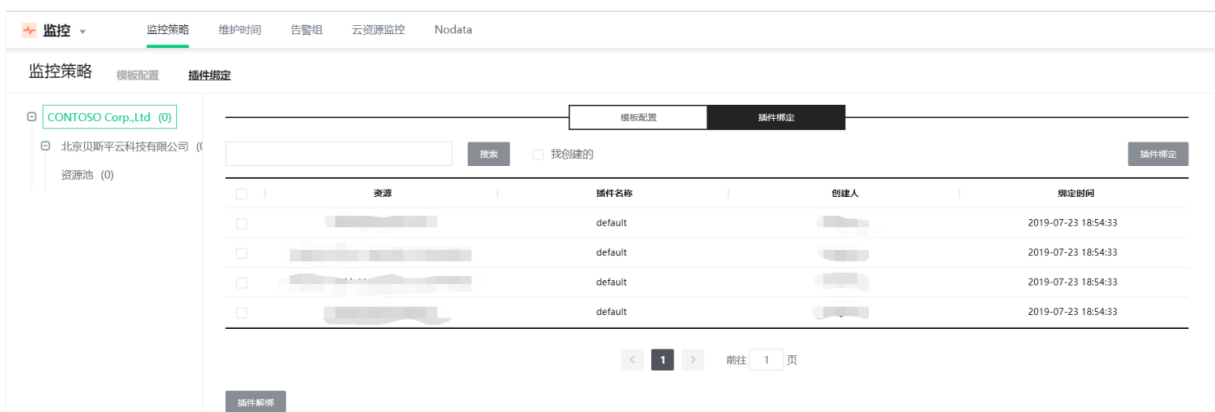 监控 监控策略 维护时间 告警组 云资源监控 Nodata
监控策略 模板配置 插件绑定
CONTOSO Corp.,Ltd (0)
北京贝斯平云科技有限公司 (0
资源池 (0)
模板配置 插件绑定
搜索 我创建的 插件绑定
资源 插件名称 创建人 绑定时间
default 2019-07-23 18:54:33
default 2019-07-23 18:54:33
default 2019-07-23 18:54:33
default 2019-07-23 18:54:33
< 1 > 前往 1 页
插件解绑